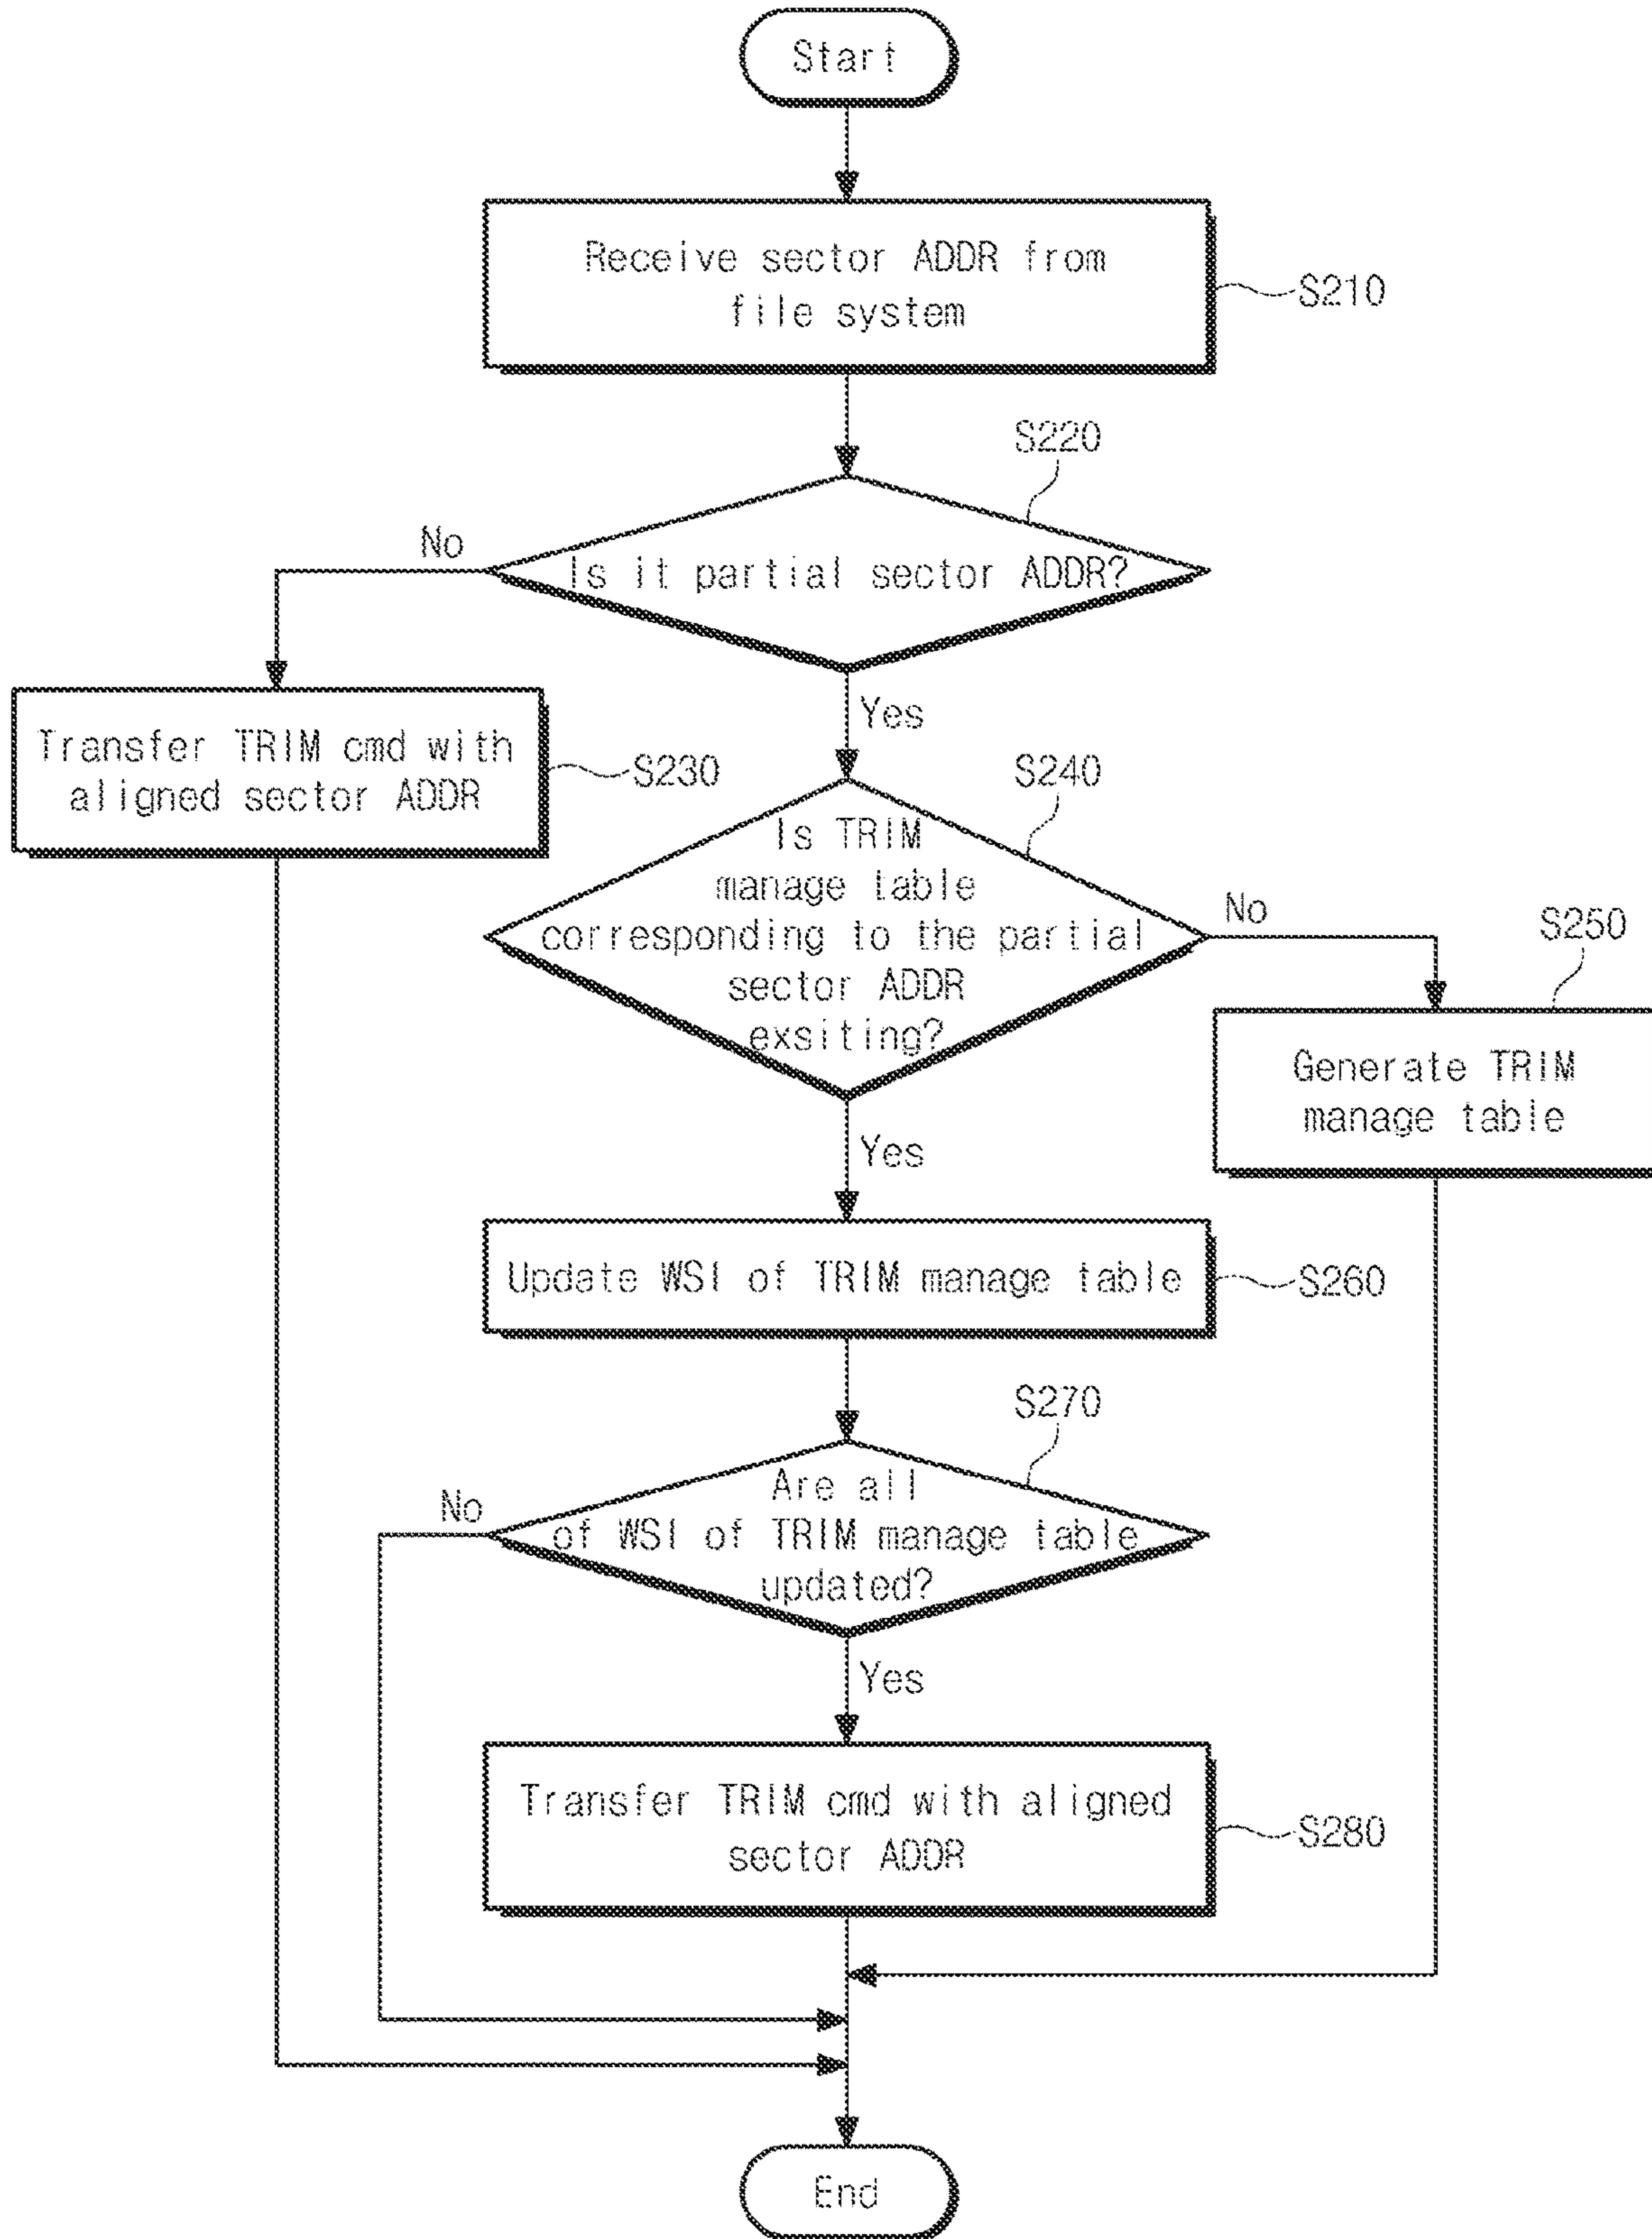 Start
Receive sector ADDR from
file system
S210
S220
Is it partial sector ADDR?
No
Yes
Transfer TRIM cmd with
aligned sector ADDR
S230
S240
Is TRIM
manage table
corresponding to the partial
sector ADDR
exsiting?
No
S250
Generate TRIM
manage table
Yes
Update WSI of TRIM manage table
S260
S270
Are all
of WSI of TRIM manage table
updated?
No
Yes
Transfer TRIM cmd with aligned
sector ADDR
S280
End